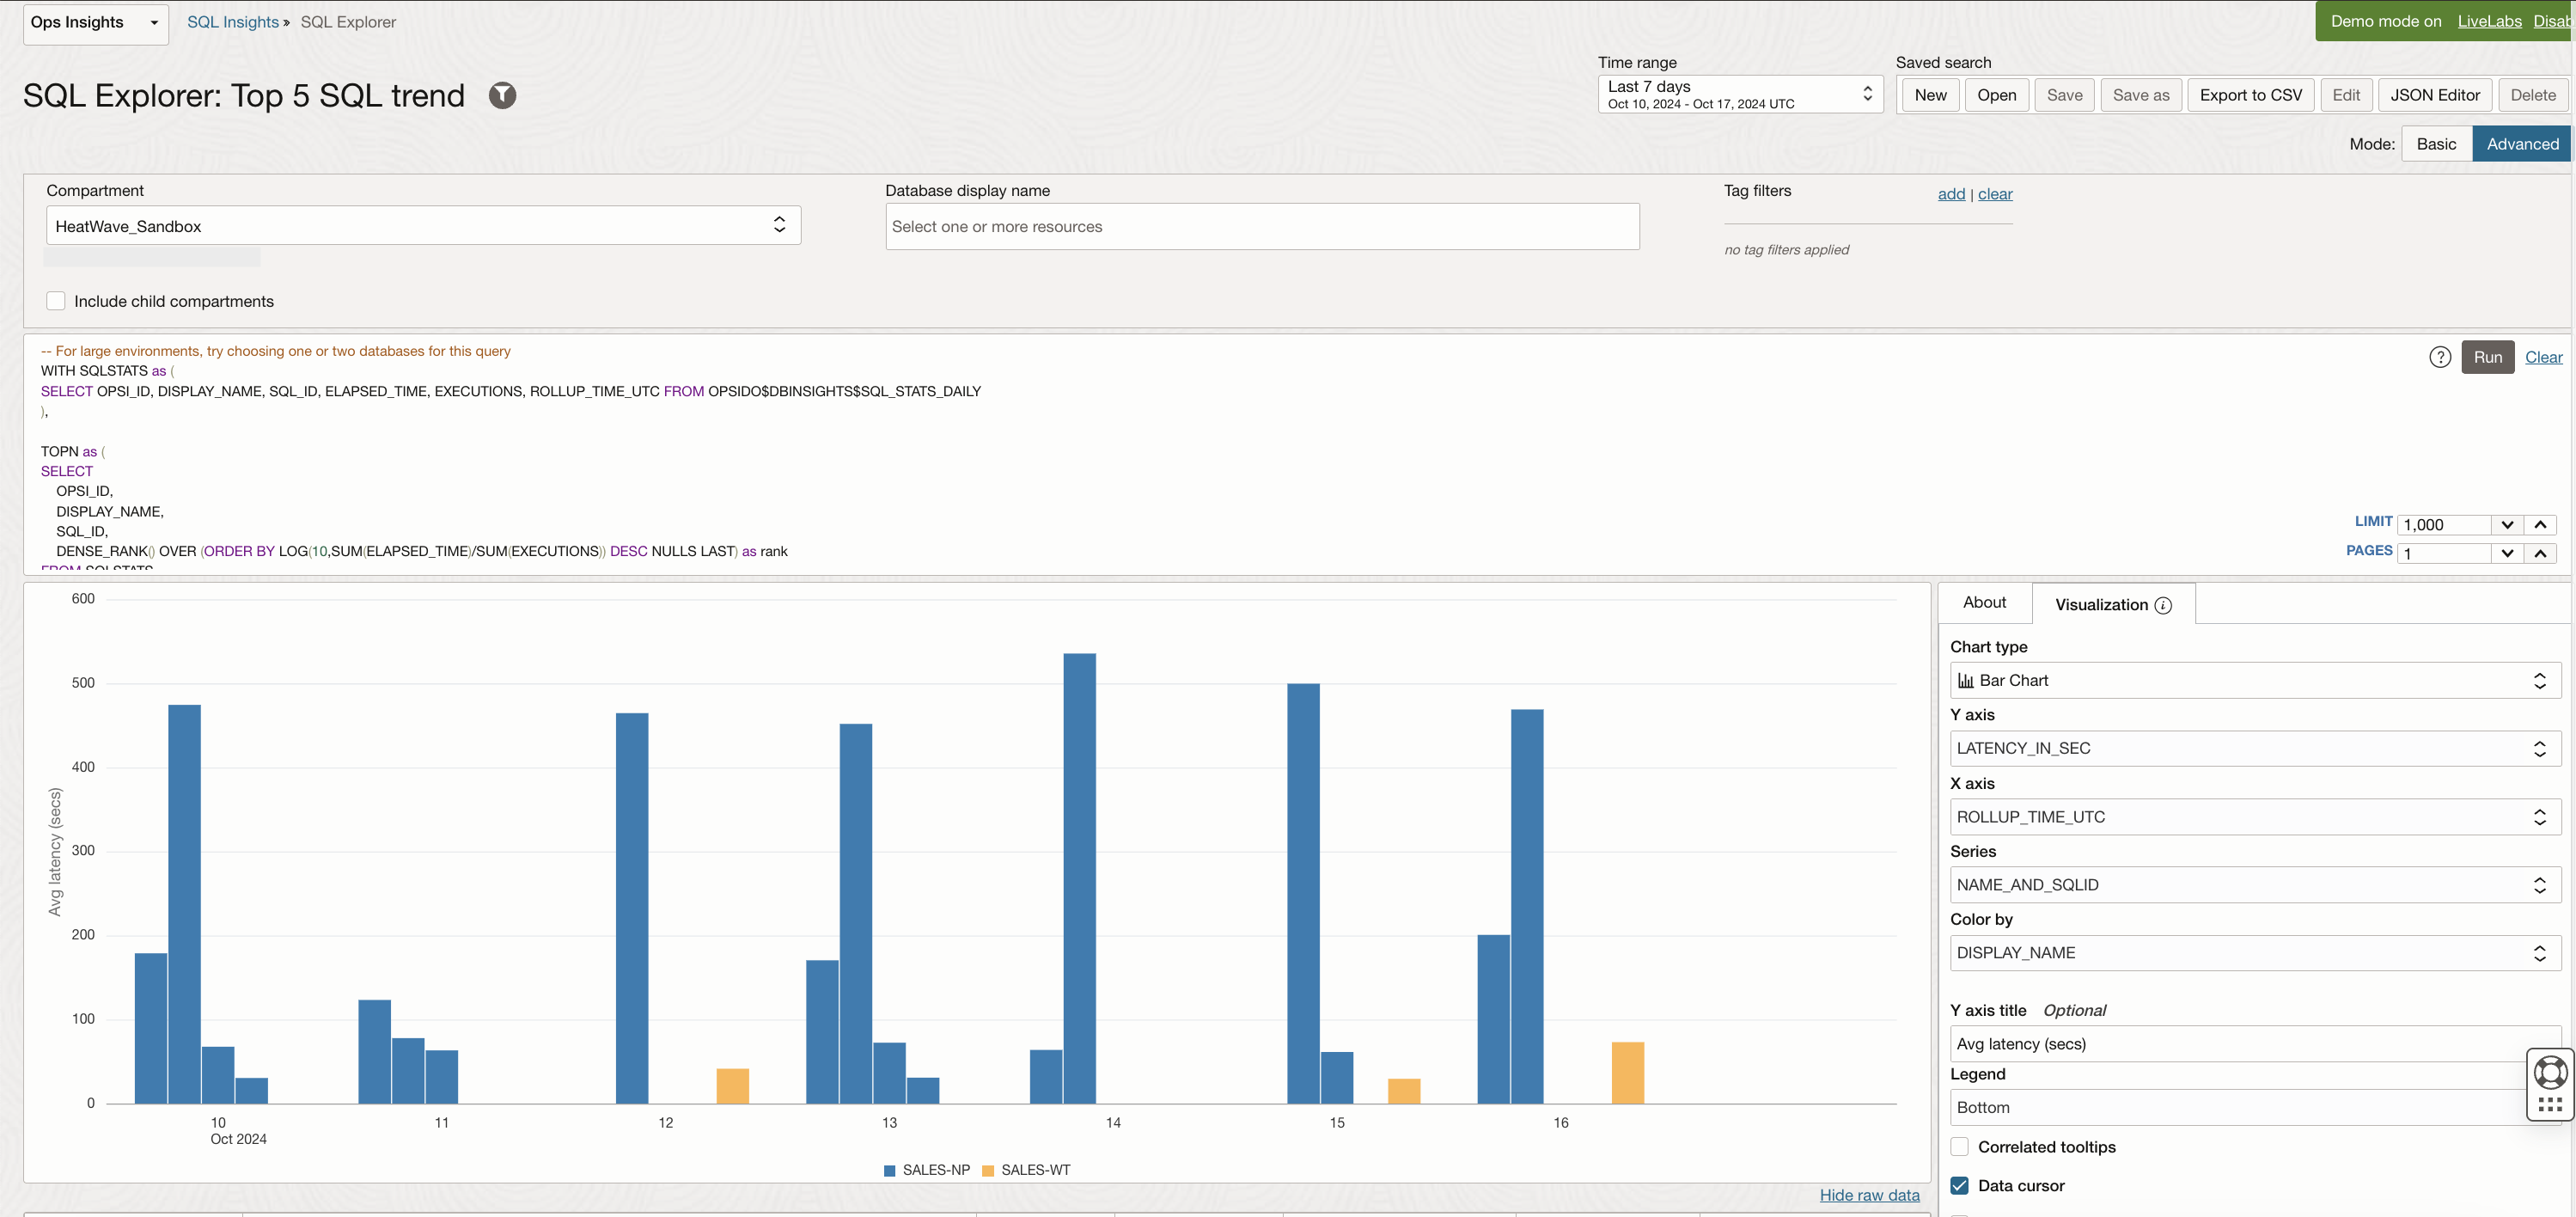 Ops Insights
SQL Insights » SQL Explorer
Demo mode on LiveLabs
SQL Explorer: Top 5 SQL trend
Time range
Last 7 days
Oct 10, 2024 - Oct 17, 2024 UTC
Saved search
New Open Save Save as Export to CSV Edit JSON Editor Delete
Mode: Basic Advanced
Compartment
HeatWave_Sandbox
Include child compartments
Database display name
Select one or more resources
Tag filters add | clear
no tag filters applied
-- For large environments, try choosing one or two databases for this query
WITH SQLSTATS as (
SELECT OPSI_ID, DISPLAY_NAME, SQL_ID, ELAPSED_TIME, EXECUTIONS, ROLLUP_TIME_UTC FROM OPSIDO$DBINSIGHTS$SQL_STATS_DAILY
),
TOPN as (
SELECT
OPSI_ID,
DISPLAY_NAME,
SQL_ID,
DENSE_RANK() OVER (ORDER BY LOG(10,SUM(ELAPSED_TIME)/SUM(EXECUTIONS)) DESC NULLS LAST) as rank
FROM SQLSTATS
? Run Clear
LIMIT 1,000
PAGES 1
600
500
400
300
200
100
0
Avg latency (secs)
10 11 12 13 14 15 16
Oct 2024
SALES-NP SALES-WT
Hide raw data
About Visualization i
Chart type
Bar Chart
Y axis
LATENCY_IN_SEC
X axis
ROLLUP_TIME_UTC
Series
NAME_AND_SQLID
Color by
DISPLAY_NAME
Y axis title Optional
Avg latency (secs)
Legend
Bottom
Correlated tooltips
Data cursor